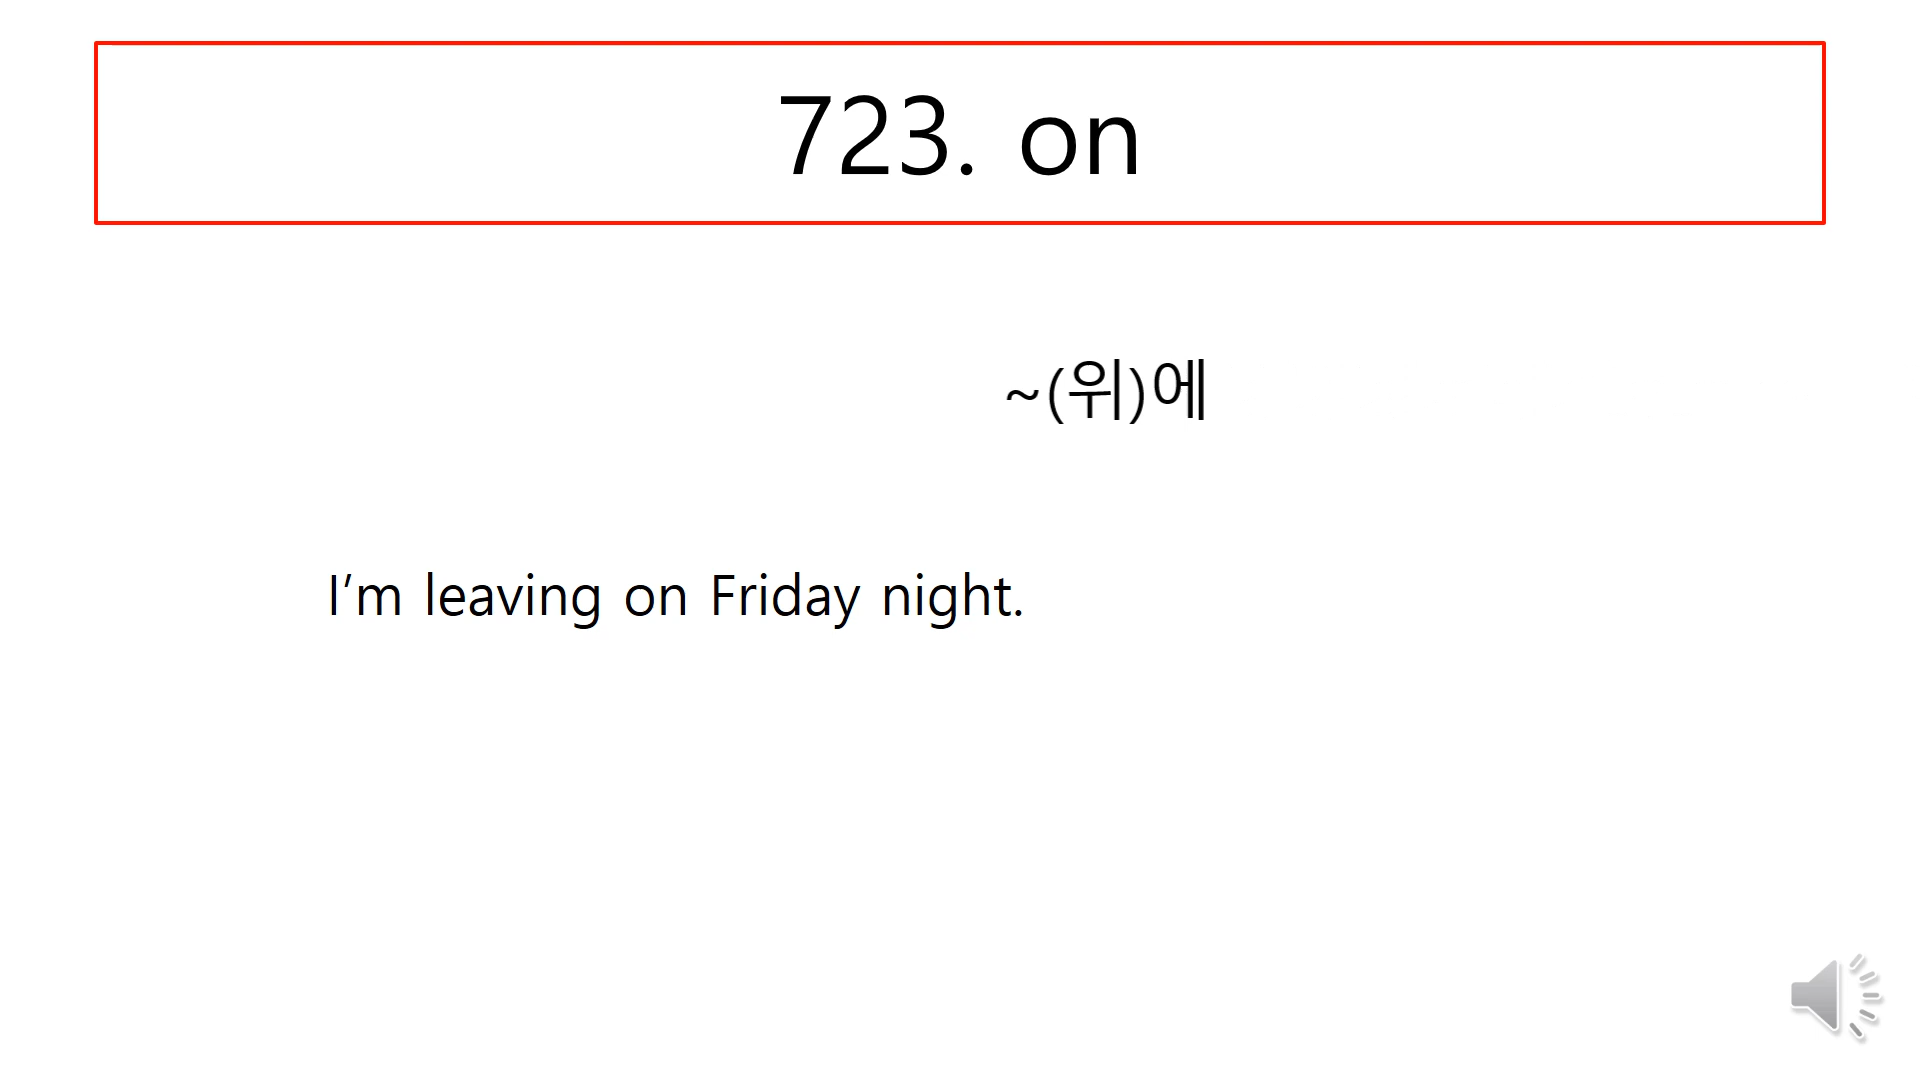 723. on
~(위)에
I’m leaving on Friday night.